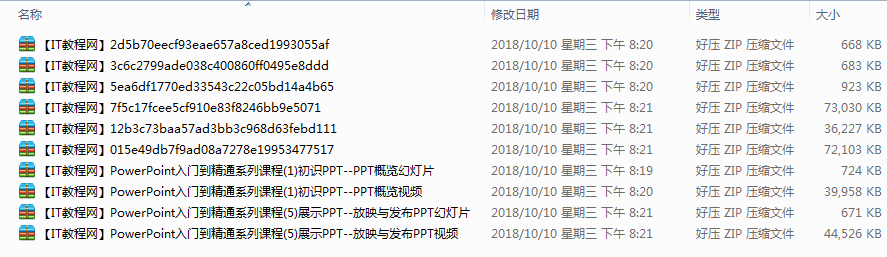 名称 修改日期 类型 大小
【IT教程网】2d5b70eecf93eae657a8ced1993055af 2018/10/10 星期三 下午 8:20 好压 ZIP 压缩文件 668 KB
【IT教程网】3c6c2799ade038c400860ff0495e8ddd 2018/10/10 星期三 下午 8:20 好压 ZIP 压缩文件 683 KB
【IT教程网】5ea6df1770ed33543c22c05bd14a4b65 2018/10/10 星期三 下午 8:20 好压 ZIP 压缩文件 923 KB
【IT教程网】7f5c17fcee5cf910e83f8246bb9e5071 2018/10/10 星期三 下午 8:21 好压 ZIP 压缩文件 73,030 KB
【IT教程网】12b3c73baa57ad3bb3c968d63febd111 2018/10/10 星期三 下午 8:21 好压 ZIP 压缩文件 36,227 KB
【IT教程网】015e49db7f9ad08a7278e19953477517 2018/10/10 星期三 下午 8:21 好压 ZIP 压缩文件 72,103 KB
【IT教程网】PowerPoint入门到精通系列课程(1)初识PPT--PPT概览幻灯片 2018/10/10 星期三 下午 8:19 好压 ZIP 压缩文件 724 KB
【IT教程网】PowerPoint入门到精通系列课程(1)初识PPT--PPT概览视频 2018/10/10 星期三 下午 8:20 好压 ZIP 压缩文件 39,958 KB
【IT教程网】PowerPoint入门到精通系列课程(5)展示PPT--放映与发布PPT幻灯片 2018/10/10 星期三 下午 8:21 好压 ZIP 压缩文件 671 KB
【IT教程网】PowerPoint入门到精通系列课程(5)展示PPT--放映与发布PPT视频 2018/10/10 星期三 下午 8:21 好压 ZIP 压缩文件 44,526 KB